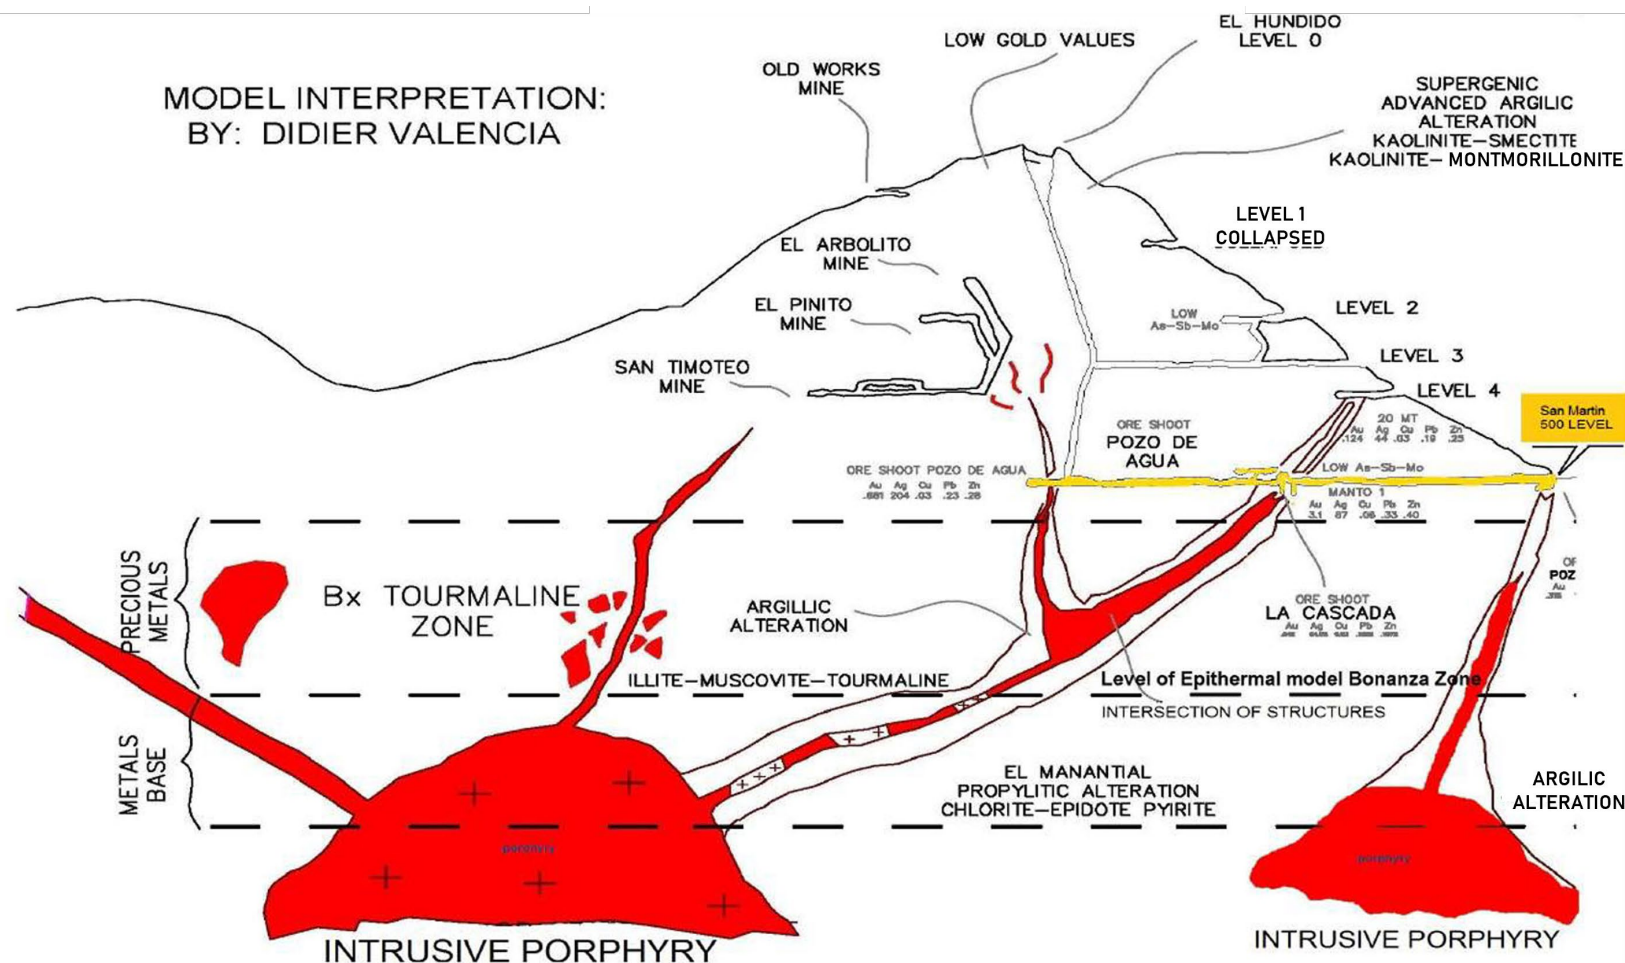 EL HUNDIDO
LEVEL 0
LOW GOLD VALUES
OLD WORKS
MINE
MODEL INTERPRETATION:
BY: DIDIER VALENCIA
SUPERGENIC
ADVANCED ARGILIC
ALTERATION
KAOLINITE-SMECTITE
KAOLINITE- MONTMORILLONITE
LEVEL 1
COLLAPSED
EL ARBOLITO
MINE
EL PINITO
MINE
LOW
As-Sb-Mo
LEVEL 2
LEVEL 3
SAN TIMOTEO
MINE
LEVEL 4
San Martin
500 LEVEL
ORE SHOOT
POZO DE
AGUA
20 MT
Au Ag Cu Pb Zn
.124 44 .03 .19 .25
ORE SHOOT POZO DE AGUA
Au Ag Cu Pb Zn
.681 204 .03 .23 .28
LOW As-Sb-Mo
MANTO 1
Au Ag Cu Pb Zn
3.1 87 .06 .33 .40
PRECIOUS
METALS
Bx TOURMALINE
ZONE
ARGILLIC
ALTERATION
ORE SHOOT
LA CASCADA
Au Ag Cu Pb Zn
OF
POZ
Au
ILLITE-MUSCOVITE-TOURMALINE
Level of Epithermal model Bonanza Zone
INTERSECTION OF STRUCTURES
METALS
BASE
EL MANANTIAL
PROPYLITIC ALTERATION
CHLORITE-EPIDOTE PYIRITE
ARGILIC
ALTERATION
porphyry
porphyry
INTRUSIVE PORPHYRY
INTRUSIVE PORPHYRY